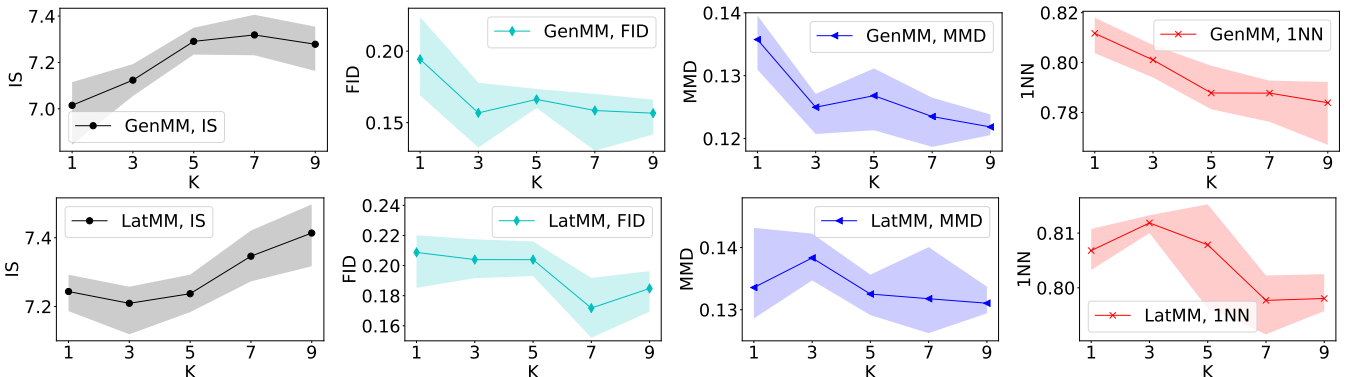 IS
7.4
7.2
7.0
GenMM, IS
1 3 5 7 9
K
FID
0.20
0.15
GenMM, FID
1 3 5 7 9
K
MMD
0.14
0.13
0.12
GenMM, MMD
1 3 5 7 9
K
1NN
0.82
0.80
0.78
GenMM, 1NN
1 3 5 7 9
K
IS
7.4
7.2
LatMM, IS
1 3 5 7 9
K
FID
0.24
0.22
0.20
0.18
0.16
LatMM, FID
1 3 5 7 9
K
MMD
0.14
0.13
LatMM, MMD
1 3 5 7 9
K
1NN
0.81
0.80
LatMM, 1NN
1 3 5 7 9
K